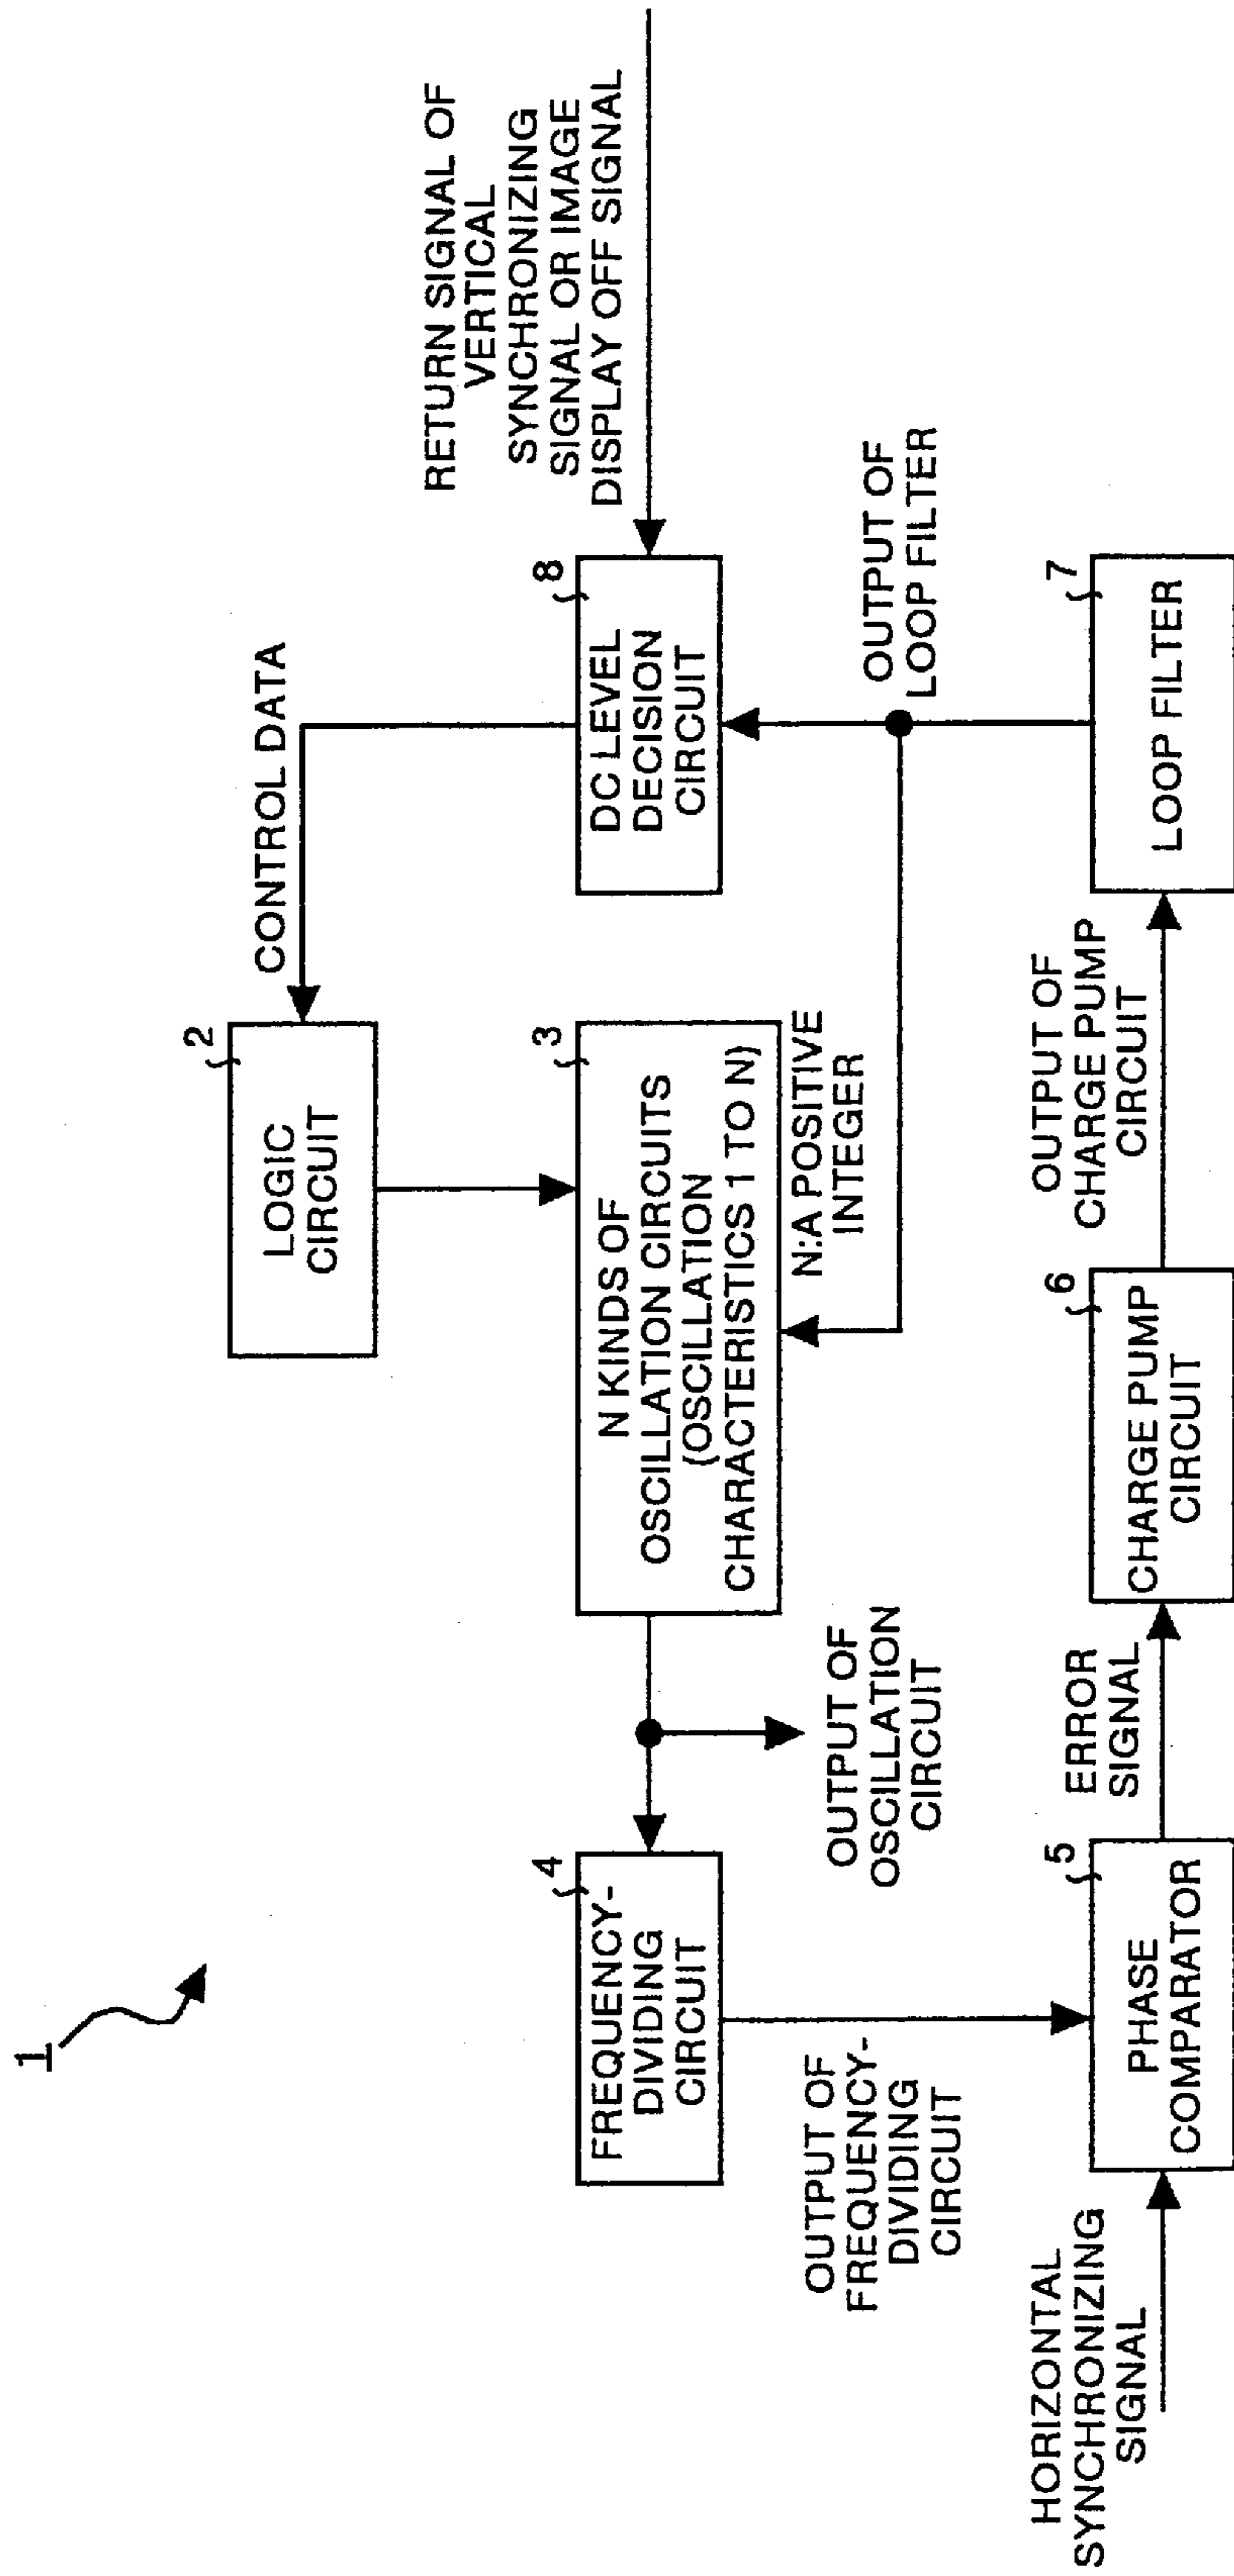 1
2
LOGIC
CIRCUIT
CONTROL DATA
RETURN SIGNAL OF
VERTICAL
SYNCHRONIZING
SIGNAL OR IMAGE
DISPLAY OFF SIGNAL
4
FREQUENCY-
DIVIDING
CIRCUIT
3
N KINDS OF
OSCILLATION CIRCUITS
(OSCILLATION
CHARACTERISTICS 1 TO N)
8
DC LEVEL
DECISION
CIRCUIT
N:A POSITIVE
INTEGER
OUTPUT OF
OSCILLATION
CIRCUIT
OUTPUT OF
FREQUENCY-
DIVIDING
CIRCUIT
OUTPUT OF
LOOP FILTER
HORIZONTAL
SYNCHRONIZING
SIGNAL
5
PHASE
COMPARATOR
ERROR
SIGNAL
6
CHARGE PUMP
CIRCUIT
OUTPUT OF
CHARGE PUMP
CIRCUIT
7
LOOP FILTER